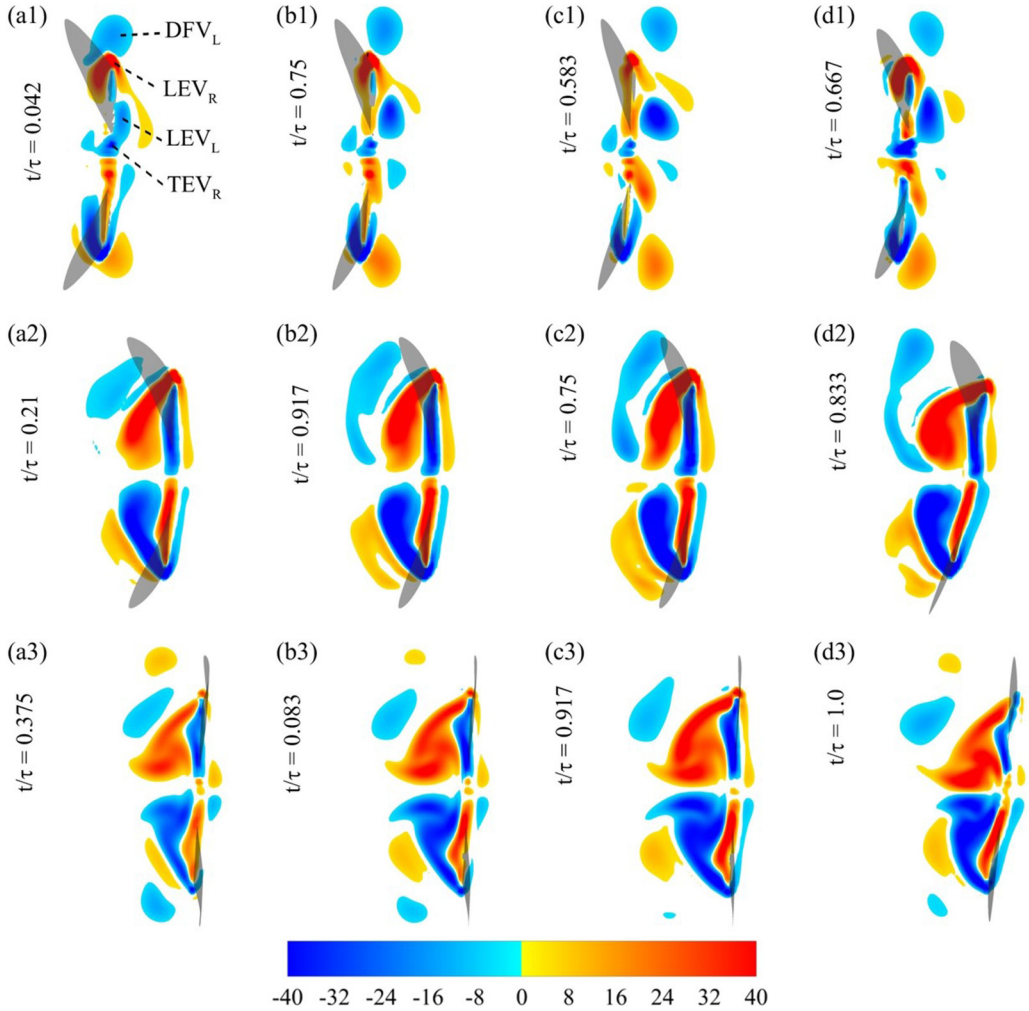 (a1)
(b1)
(c1)
(d1)
DFV_L
LEV_R
LEV_L
TEV_R
t/τ = 0.042
t/τ = 0.75
t/τ = 0.583
t/τ = 0.667
(a2)
(b2)
(c2)
(d2)
t/τ = 0.21
t/τ = 0.917
t/τ = 0.75
t/τ = 0.833
(a3)
(b3)
(c3)
(d3)
t/τ = 0.375
t/τ = 0.083
t/τ = 0.917
t/τ = 1.0
-40 -32 -24 -16 -8 0 8 16 24 32 40